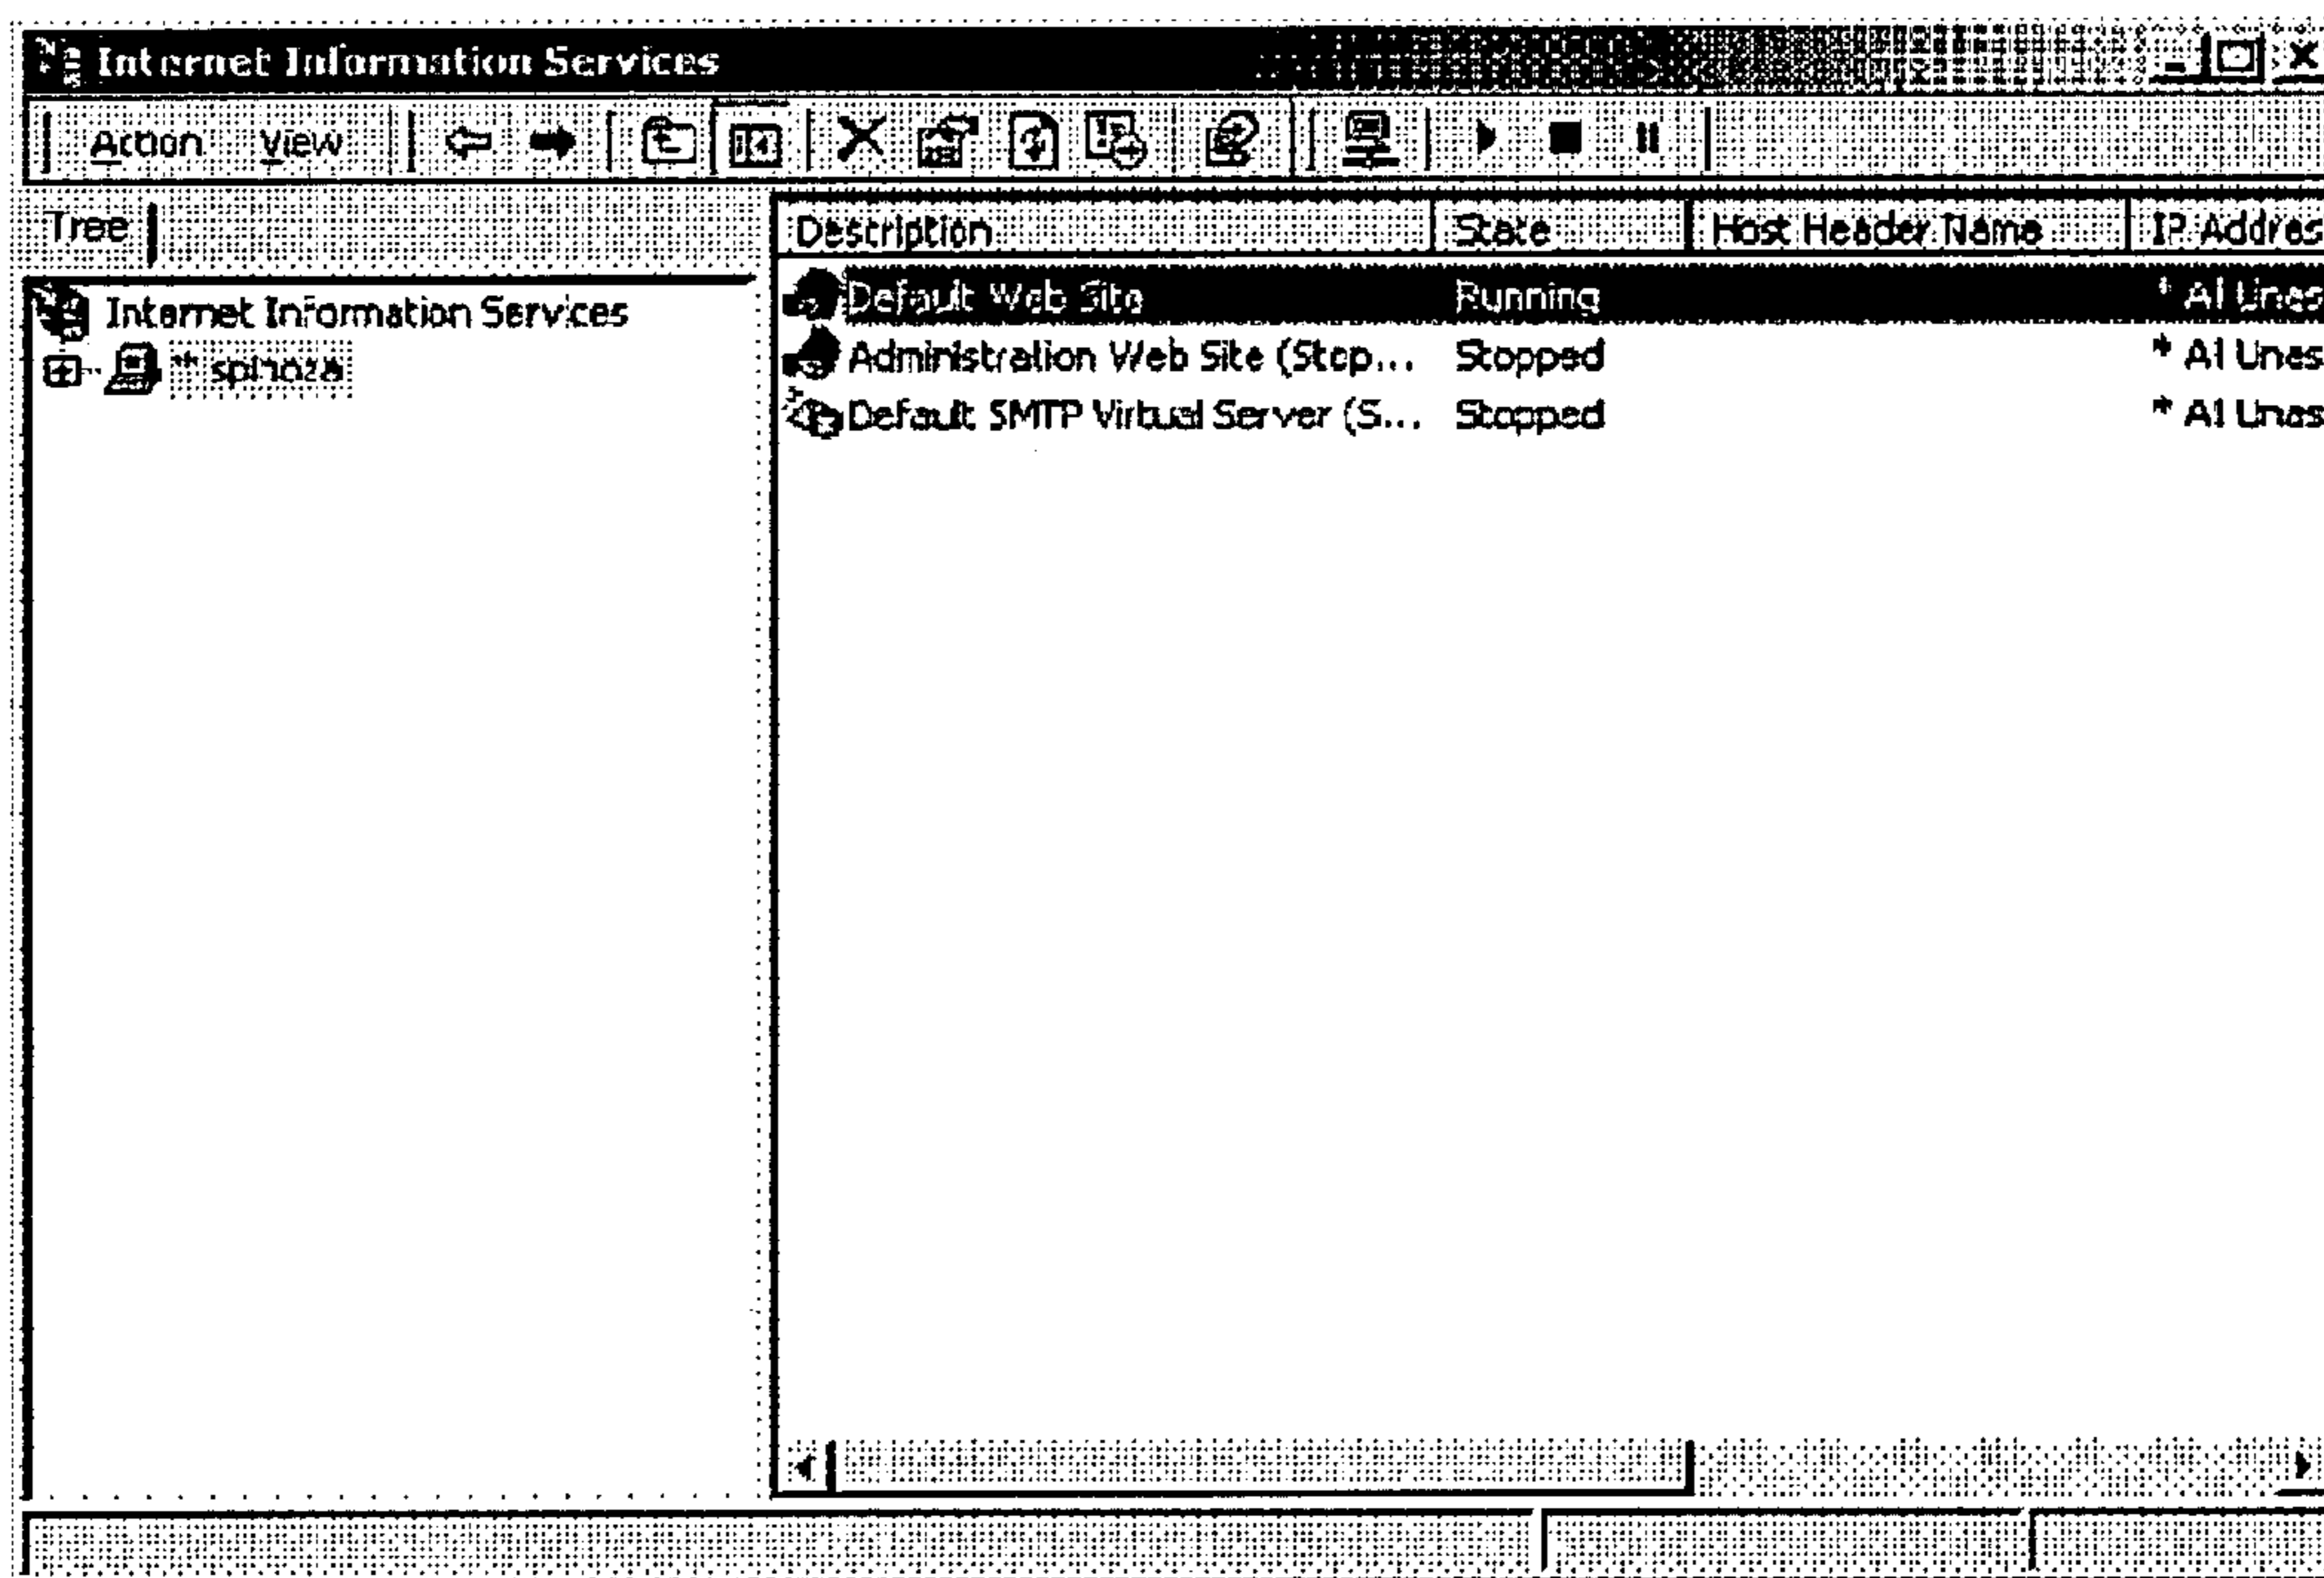 Internet Information Services
Action View
Tree
Description State Host Header Name IP Addres
Internet Information Services
* spinoza
Default Web Site Running * All Unas
Administration Web Site (Stop... Stopped * All Unas
Default SMTP Virtual Server (S... Stopped * All Unas